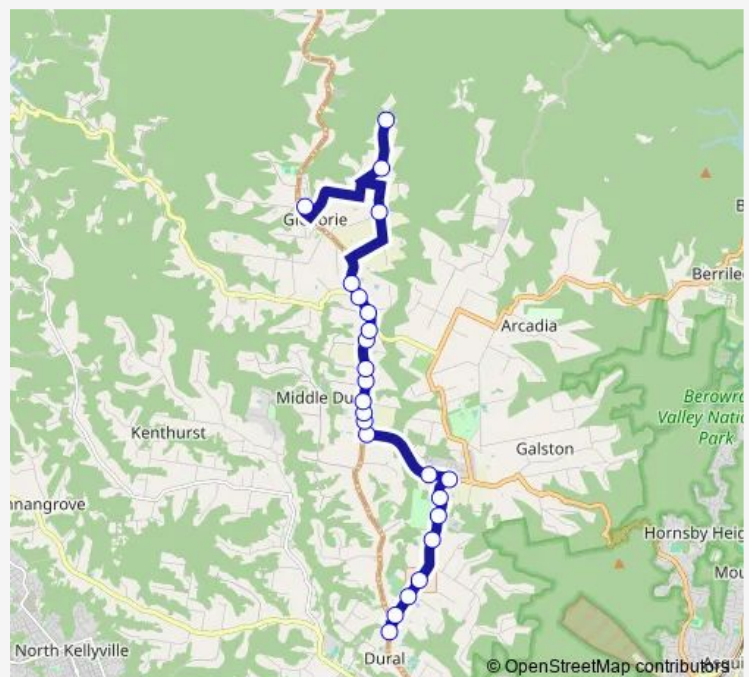 Glenorie
B
Berrilee
Arcadia
Berowra
Valley Natio
Park
Middle Du
Kenthurst
Galston
nnangrove
Hornsby Heig
Mou
North Kellyville
Dural
© OpenStreetMap contributors